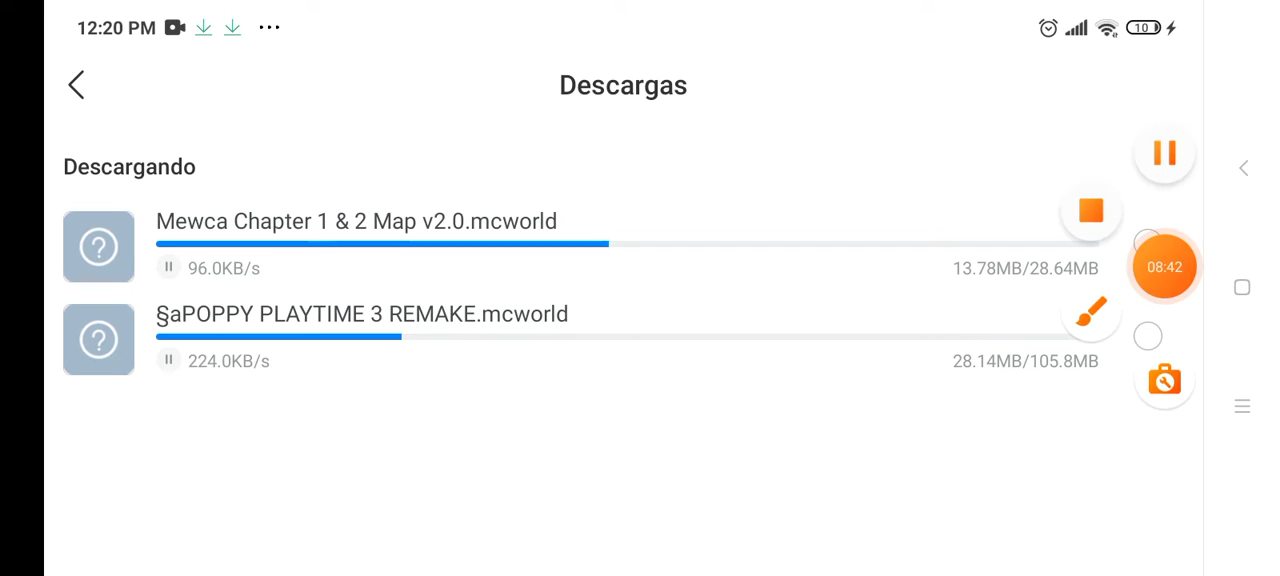 12:20 PM
10
Descargas
Descargando
Mewca Chapter 1 & 2 Map v2.0.mcworld
96.0KB/s
13.78MB/28.64MB
08:42
§aPOPPY PLAYTIME 3 REMAKE.mcworld
224.0KB/s
28.14MB/105.8MB